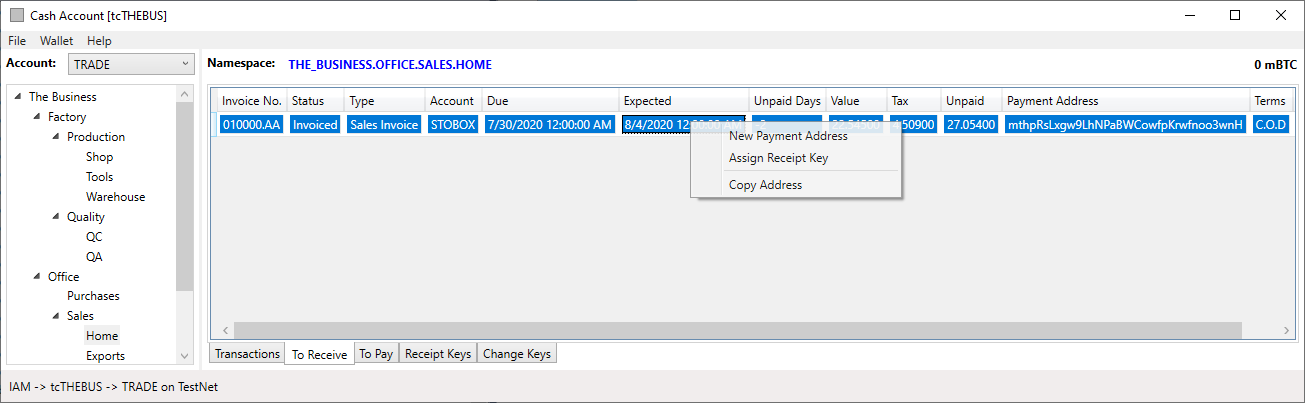 Cash Account [tcTHEBUS]
File Wallet Help
Account: TRADE Namespace: THE_BUSINESS.OFFICE.SALES.HOME 0 mBTC
The Business
Factory
Production
Shop
Tools
Warehouse
Quality
QC
QA
Office
Purchases
Sales
Home
Exports
Invoice No. Status Type Account Due Expected Unpaid Days Value Tax Unpaid Payment Address Terms
010000.AA Invoiced Sales Invoice STOBOX 7/30/2020 12:00:00 AM 8/4/2020 12:00:00 AM 4.50900 27.05400 mthpRsLxgw9LhNPaBWCowfpKrwfnoo3wnH C.O.D
New Payment Address
Assign Receipt Key
Copy Address
Transactions To Receive To Pay Receipt Keys Change Keys
IAM -> tcTHEBUS -> TRADE on TestNet